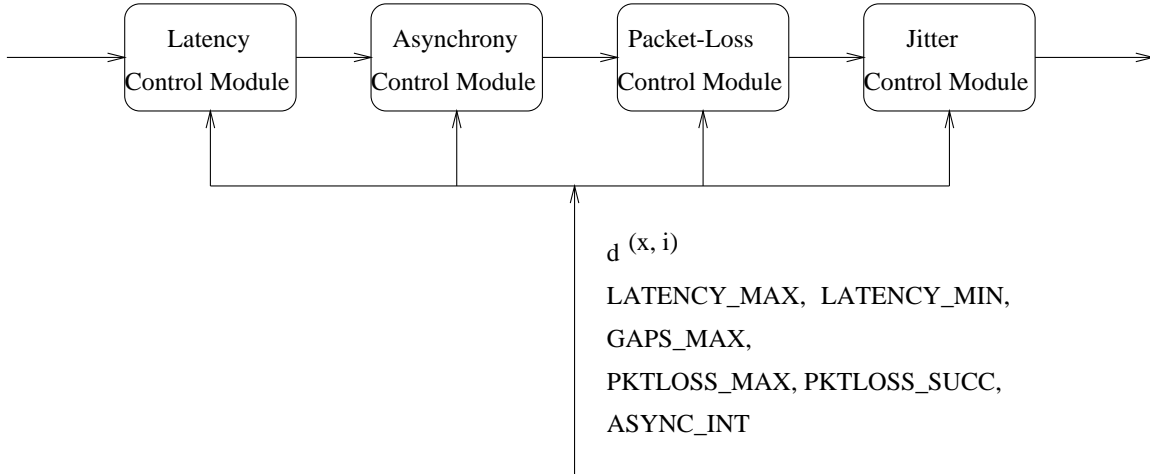 Latency
Control Module
Asynchrony
Control Module
Packet-Loss
Control Module
Jitter
Control Module
d (x, i)
LATENCY_MAX, LATENCY_MIN,
GAPS_MAX,
PKTLOSS_MAX, PKTLOSS_SUCC,
ASYNC_INT